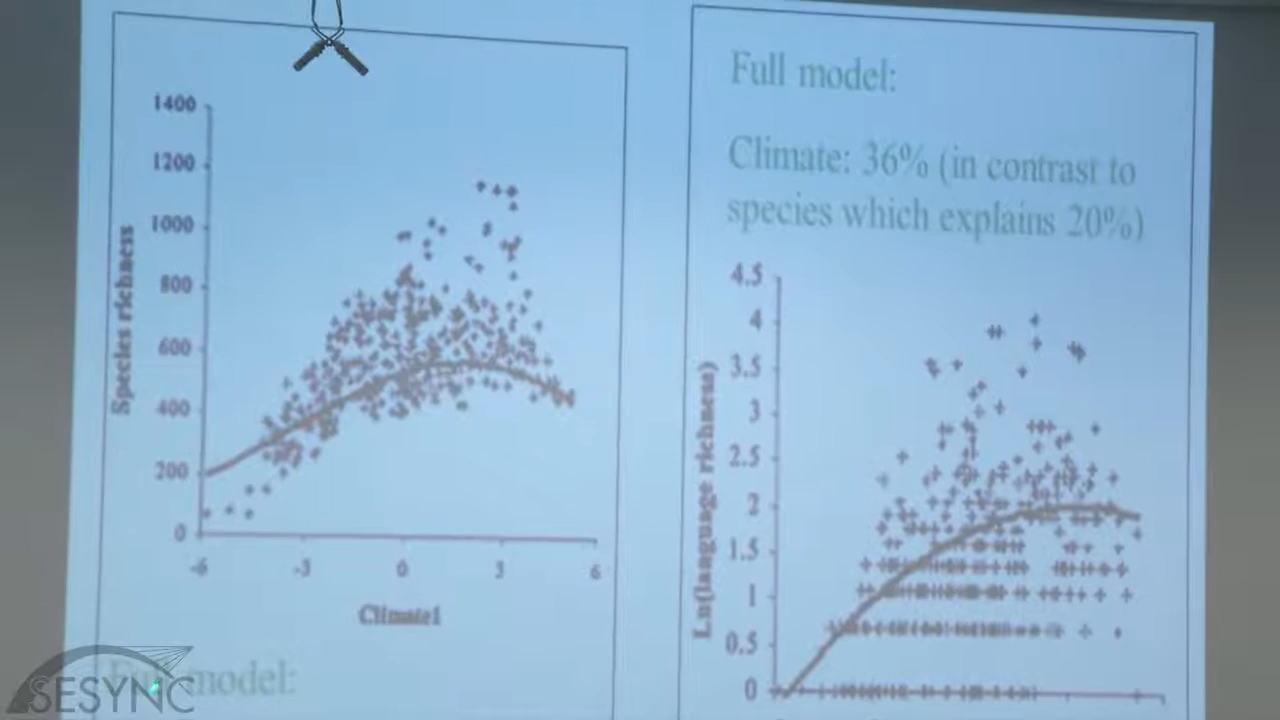 1400
1200
1000
800
600
400
200
0
-6
-3
0
3
6
Species richness
Climate1
Full model:
Full model:
Climate: 36% (in contrast to
species which explains 20%)
4.5
4
3.5
3
2.5
2
1.5
1
0.5
0
Ln(language richness)
SESYNC